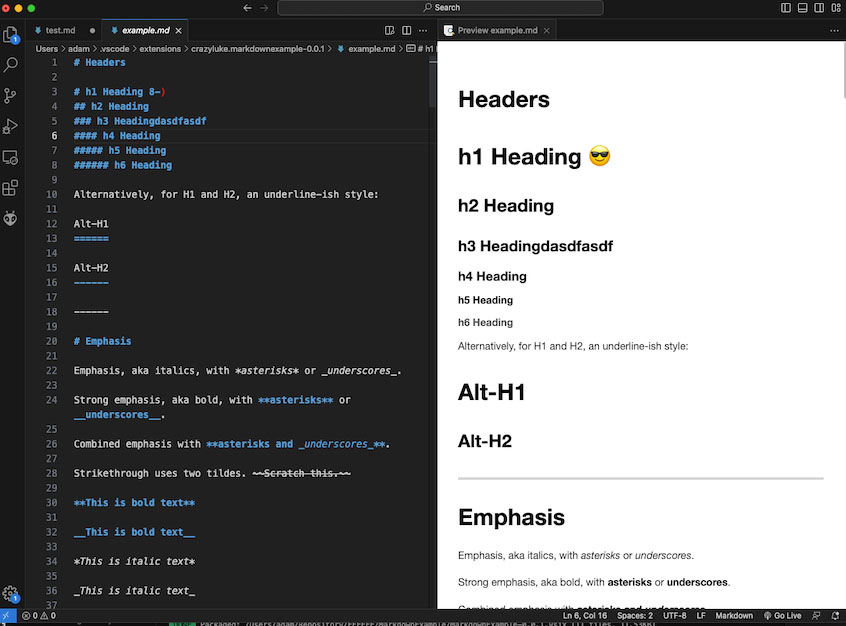 Search
test.md
example.md
Preview example.md
Users > adam > .vscode > extensions > crazyluke.markdownexample-0.0.1 > example.md > # h1
1 # Headers
2
3 # h1 Heading 8-)
4 ## h2 Heading
5 ### h3 Headingdasdfasdf
6 #### h4 Heading
7 ##### h5 Heading
8 ###### h6 Heading
9
10 Alternatively, for H1 and H2, an underline-ish style:
11
12 Alt-H1
13 ======
14
15 Alt-H2
16 ------
17
18 ------
19
20 # Emphasis
21
22 Emphasis, aka italics, with *asterisks* or _underscores_.
23
24 Strong emphasis, aka bold, with **asterisks** or
__underscores__.
25
26 Combined emphasis with **asterisks and _underscores_**.
27
28 Strikethrough uses two tildes. ~~Scratch this.~~
29
30 **This is bold text**
31
32 __This is bold text__
33
34 *This is italic text*
35
36 _This is italic text_
37
Headers
h1 Heading 😎
h2 Heading
h3 Headingdasdfasdf
h4 Heading
h5 Heading
h6 Heading
Alternatively, for H1 and H2, an underline-ish style:
Alt-H1
Alt-H2
Emphasis
Emphasis, aka italics, with asterisks or underscores.
Strong emphasis, aka bold, with asterisks or underscores.
Combined emphasis with asterisks and underscores.
1
1
0 0
Ln 6, Col 16 Spaces: 2 UTF-8 LF Markdown Go Live